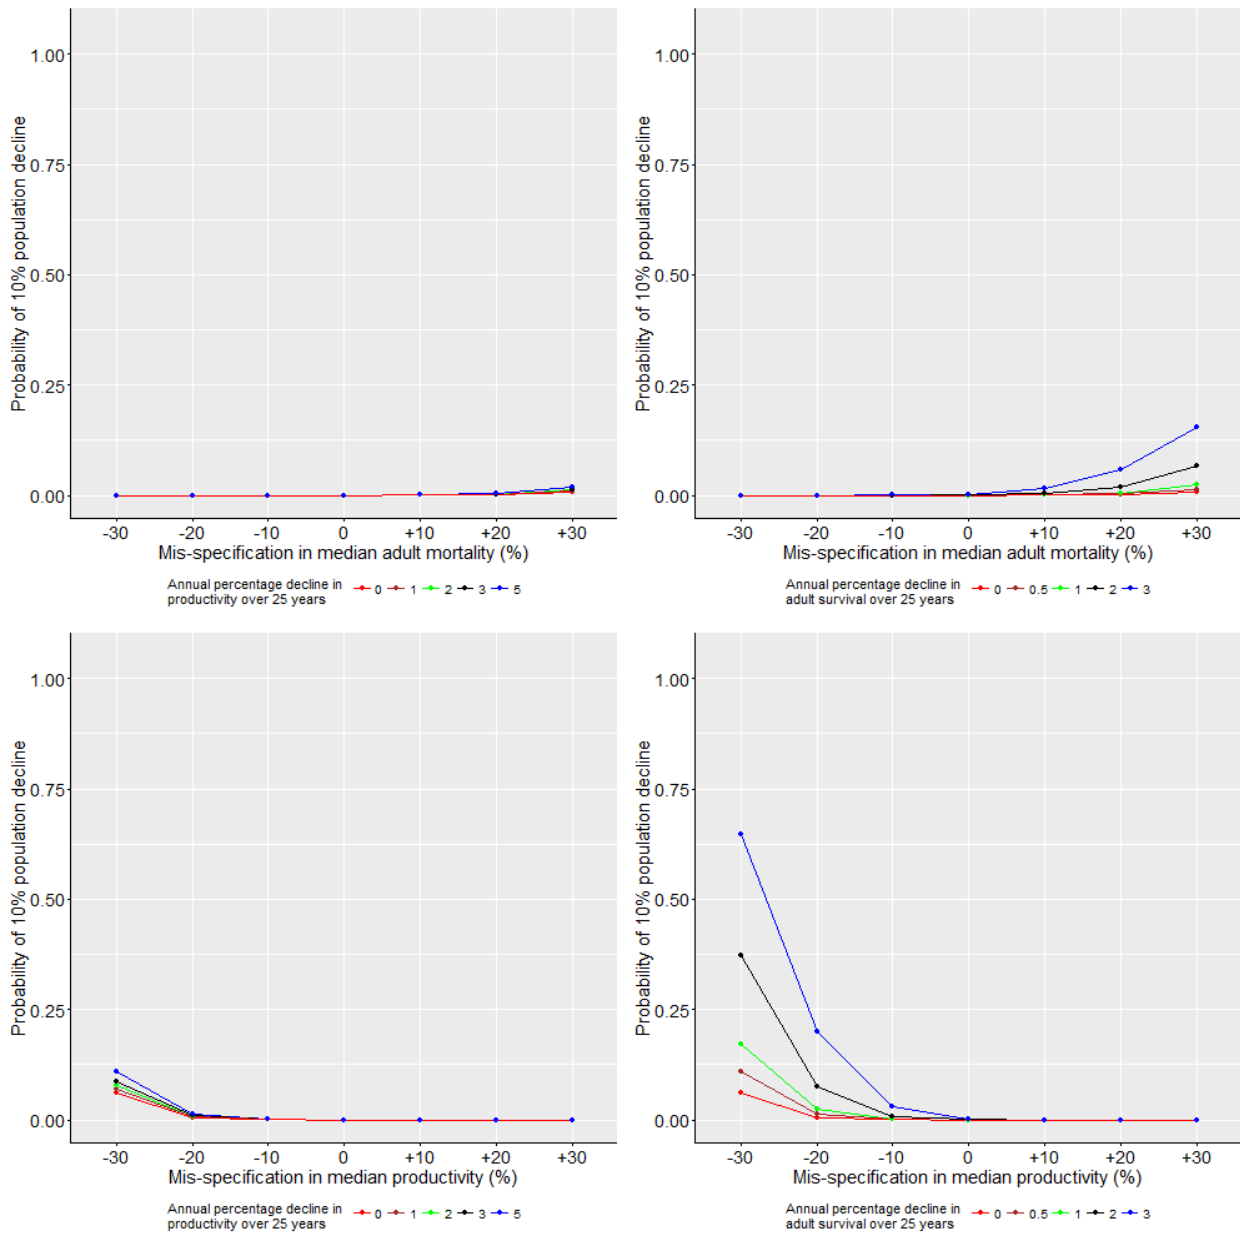 Probability of 10% population decline
1.00
0.75
0.50
0.25
0.00
-30 -20 -10 0 +10 +20 +30
Mis-specification in median adult mortality (%)
Annual percentage decline in
productivity over 25 years 0 1 2 3 5
Probability of 10% population decline
1.00
0.75
0.50
0.25
0.00
-30 -20 -10 0 +10 +20 +30
Mis-specification in median adult mortality (%)
Annual percentage decline in
adult survival over 25 years 0 0.5 1 2 3
Probability of 10% population decline
1.00
0.75
0.50
0.25
0.00
-30 -20 -10 0 +10 +20 +30
Mis-specification in median productivity (%)
Annual percentage decline in
productivity over 25 years 0 1 2 3 5
Probability of 10% population decline
1.00
0.75
0.50
0.25
0.00
-30 -20 -10 0 +10 +20 +30
Mis-specification in median productivity (%)
Annual percentage decline in
adult survival over 25 years 0 0.5 1 2 3